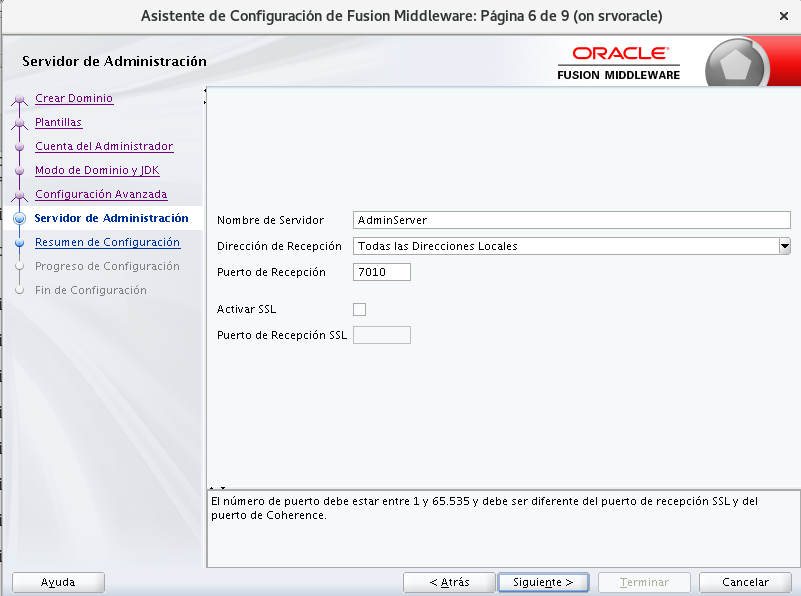 Asistente de Configuración de Fusion Middleware: Página 6 de 9 (on srvoracle)
Servidor de Administración
ORACLE
FUSION MIDDLEWARE
Crear Dominio
Plantillas
Cuenta del Administrador
Modo de Dominio y JDK
Configuración Avanzada
Servidor de Administración
Resumen de Configuración
Progreso de Configuración
Fin de Configuración
Nombre de Servidor AdminServer
Dirección de Recepción Todas las Direcciones Locales
Puerto de Recepción 7010
Activar SSL
Puerto de Recepción SSL
El número de puerto debe estar entre 1 y 65.535 y debe ser diferente del puerto de recepción SSL y del
puerto de Coherence.
Ayuda < Atrás Siguiente > Terminar Cancelar